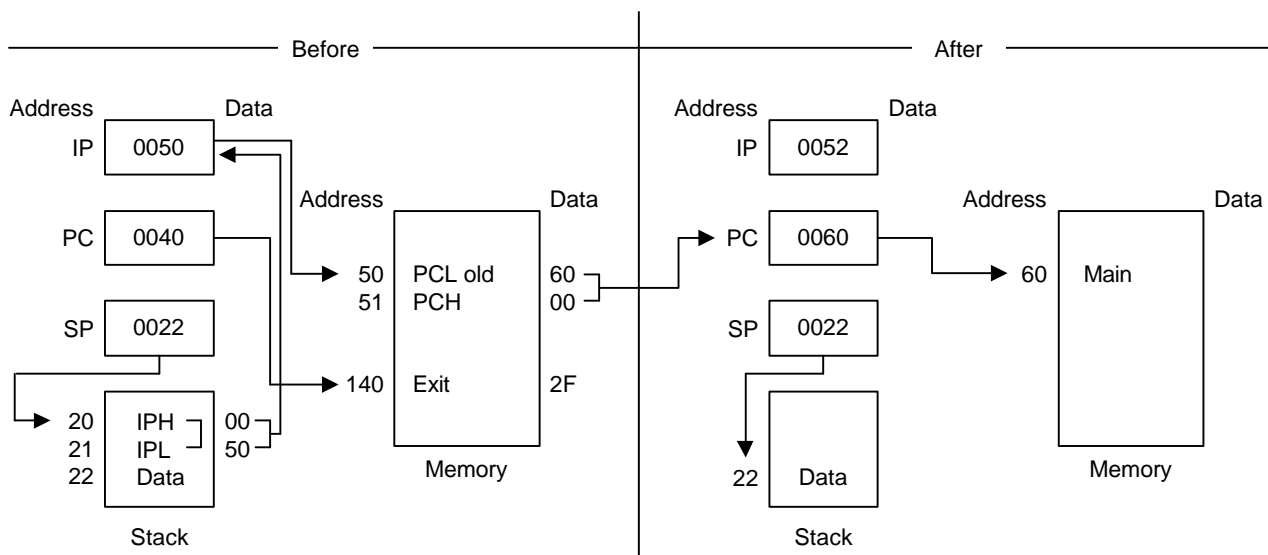 Before
Address Data
IP 0050
Address Data
PC 0040
50 PCL old 60
51 PCH 00
SP 0022
140 Exit 2F
20 IPH 00
21 IPL 50
22 Data
Memory
Stack
After
Address Data
IP 0052
Address Data
PC 0060
60 Main
SP 0022
22 Data
Memory
Stack